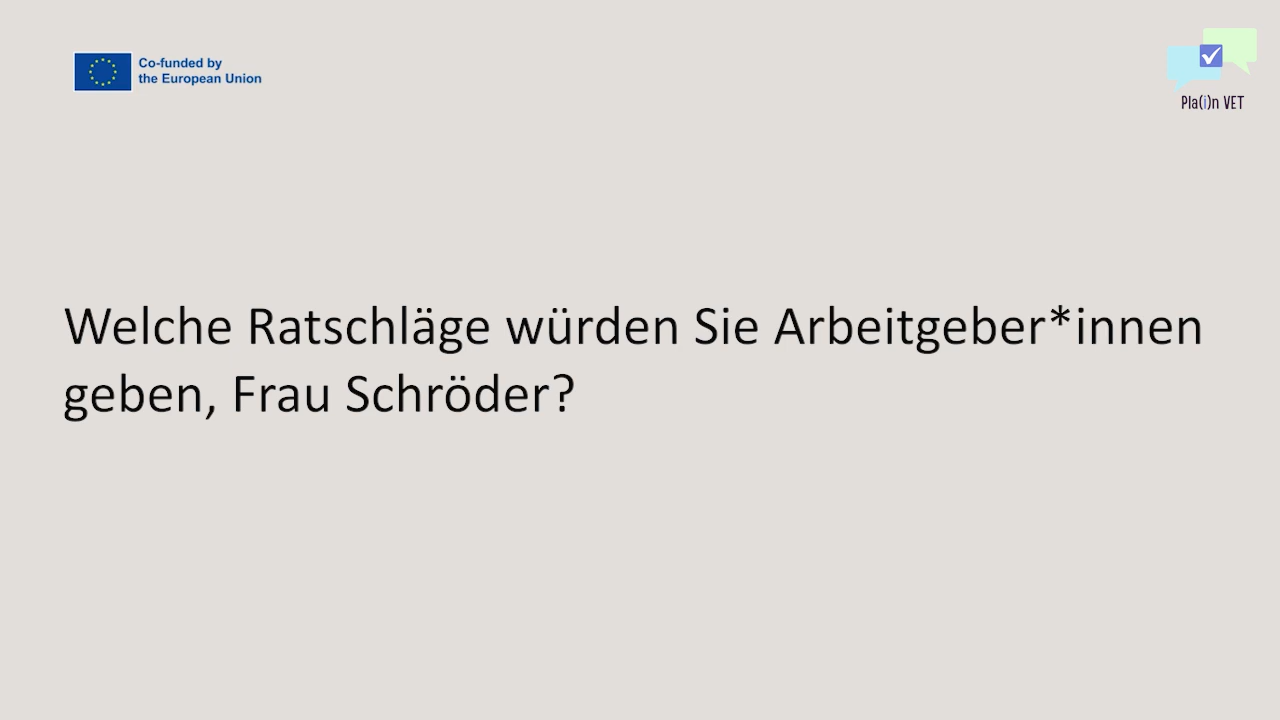 Co-funded by
the European Union
Pla(i)n VET
Welche Ratschläge würden Sie Arbeitgeber*innen
geben, Frau Schröder?